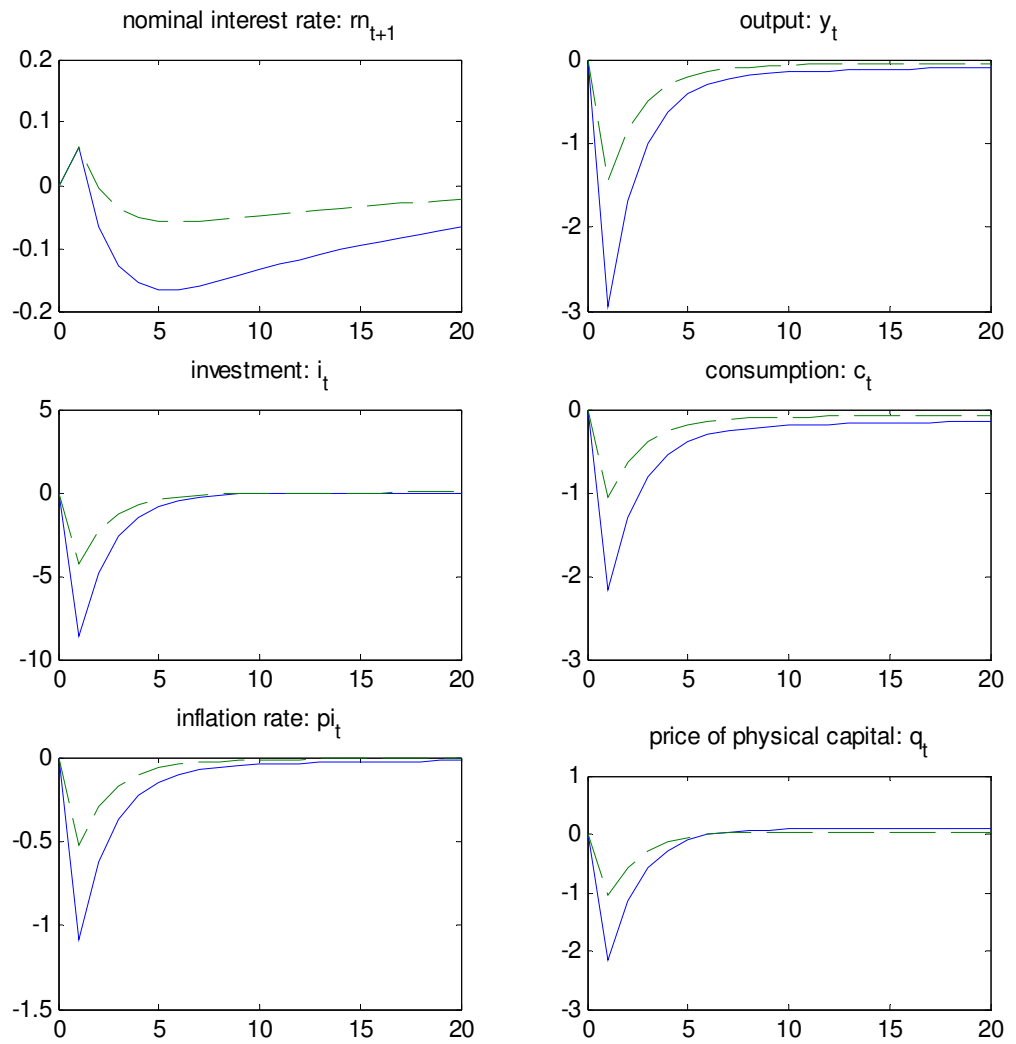 nominal interest rate: rn_{t+1}
0.2
0.1
0
-0.1
-0.2
0 5 10 15 20
output: y_t
0
-1
-2
-3
0 5 10 15 20
investment: i_t
5
0
-5
-10
0 5 10 15 20
consumption: c_t
0
-1
-2
-3
0 5 10 15 20
inflation rate: pi_t
0
-0.5
-1
-1.5
0 5 10 15 20
price of physical capital: q_t
1
0
-1
-2
-3
0 5 10 15 20